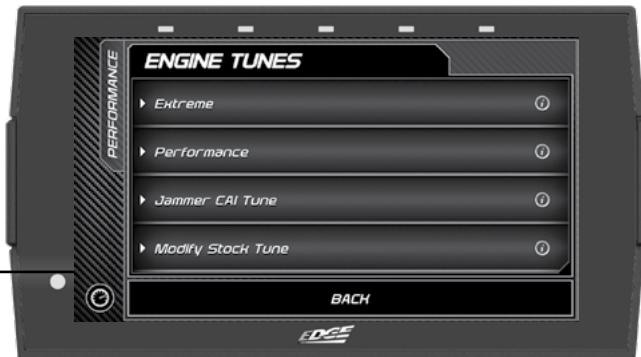 PERFORMANCE
ENGINE TUNES
Extreme
Performance
Jammer CAI Tune
Modify Stock Tune
BACK
EDGE